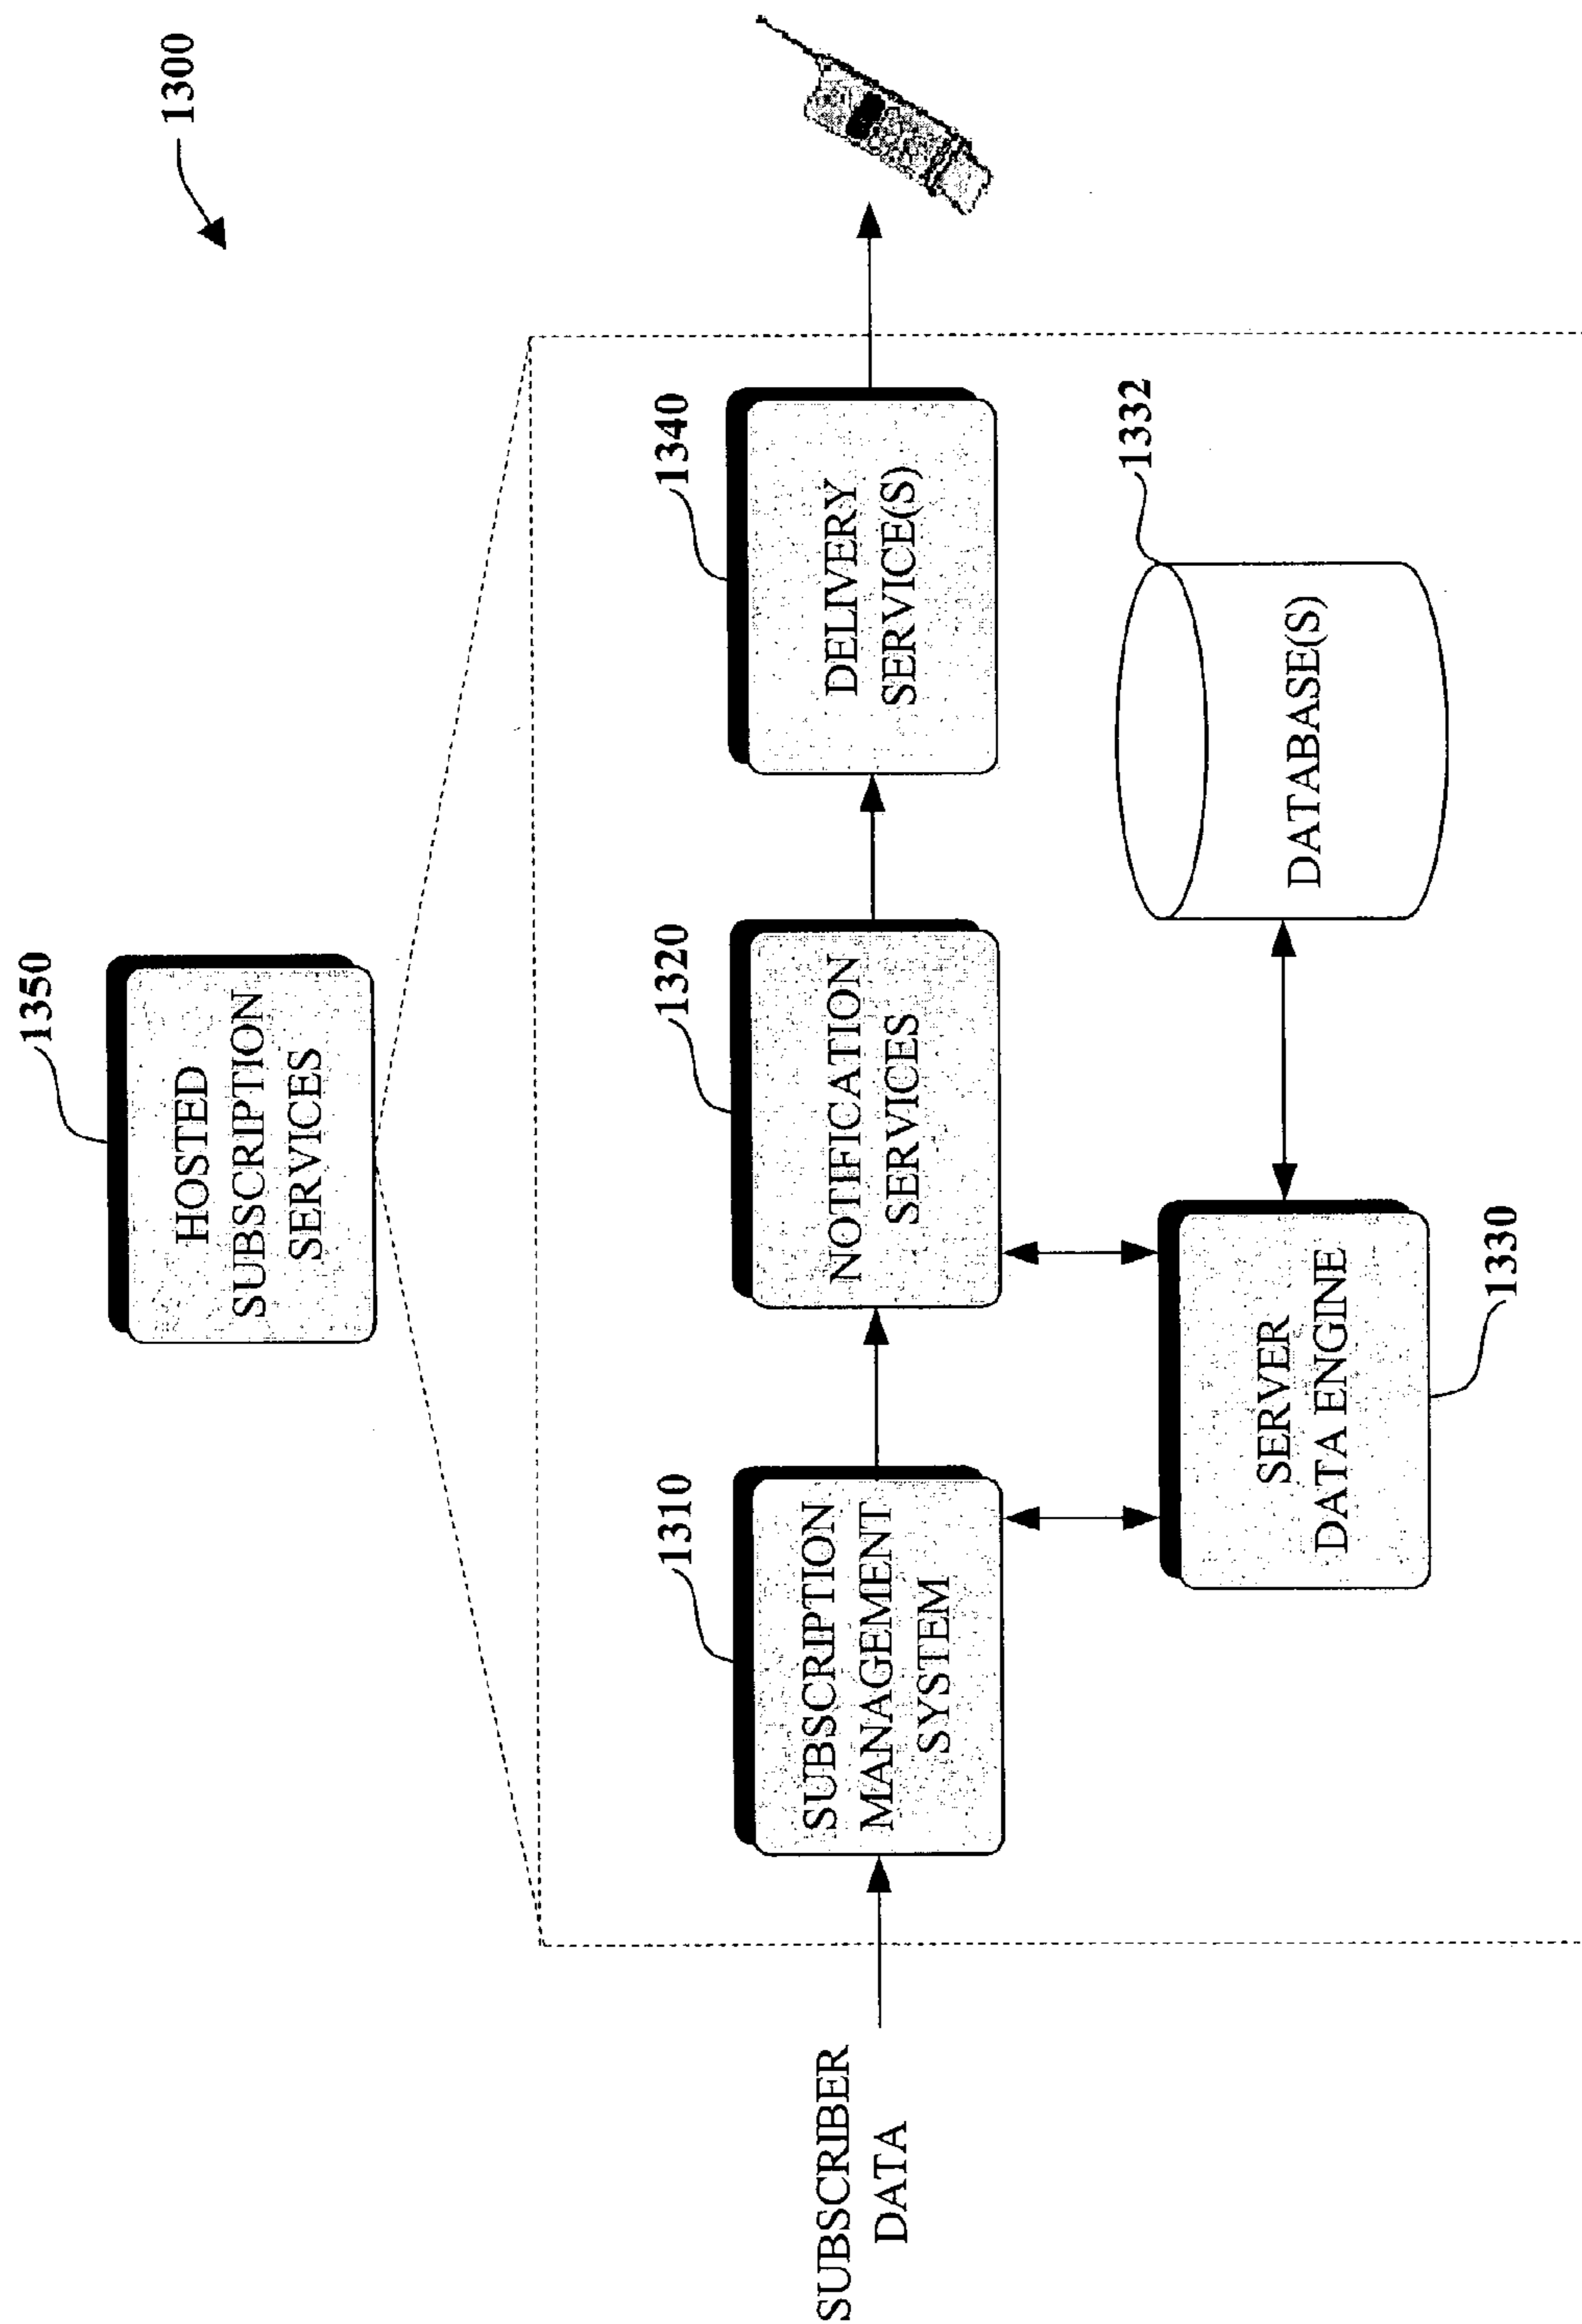 1300
1350
HOSTED
SUBSCRIPTION
SERVICES
1310
SUBSCRIPTION
MANAGEMENT
SYSTEM
1320
NOTIFICATION
SERVICES
1340
DELIVERY
SERVICE(S)
SUBSCRIBER
DATA
SERVER
DATA ENGINE
1330
1332
DATABASE(S)